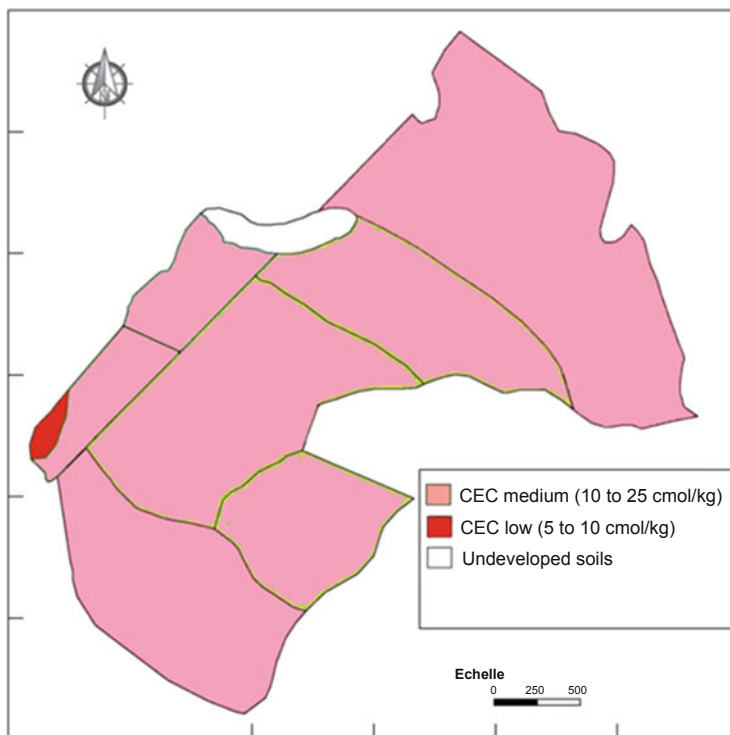 N
CEC medium (10 to 25 cmol/kg)
CEC low (5 to 10 cmol/kg)
Undeveloped soils
Echelle
0 250 500